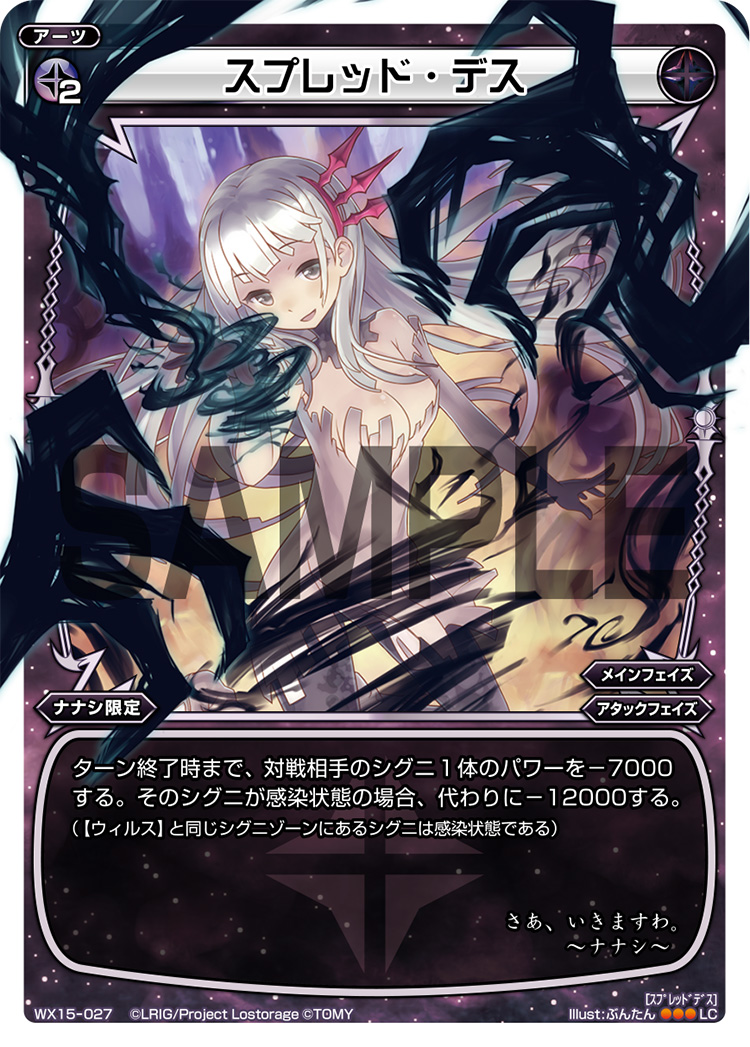 アーツ
2
スプレッド・デス
SAMPLE
メインフェイズ
ナナシ限定
アタックフェイズ
ターン終了時まで、対戦相手のシグニ1体のパワーを−7000
する。そのシグニが感染状態の場合、代わりに−12000する。
(【ウィルス】と同じシグニゾーンにあるシグニは感染状態である)
さあ、いきますわ。
～ナナシ～
[スプレッドデス]
WX15-027 ©LRIG/Project Lostorage ©TOMY Illust:ぶんたん LC